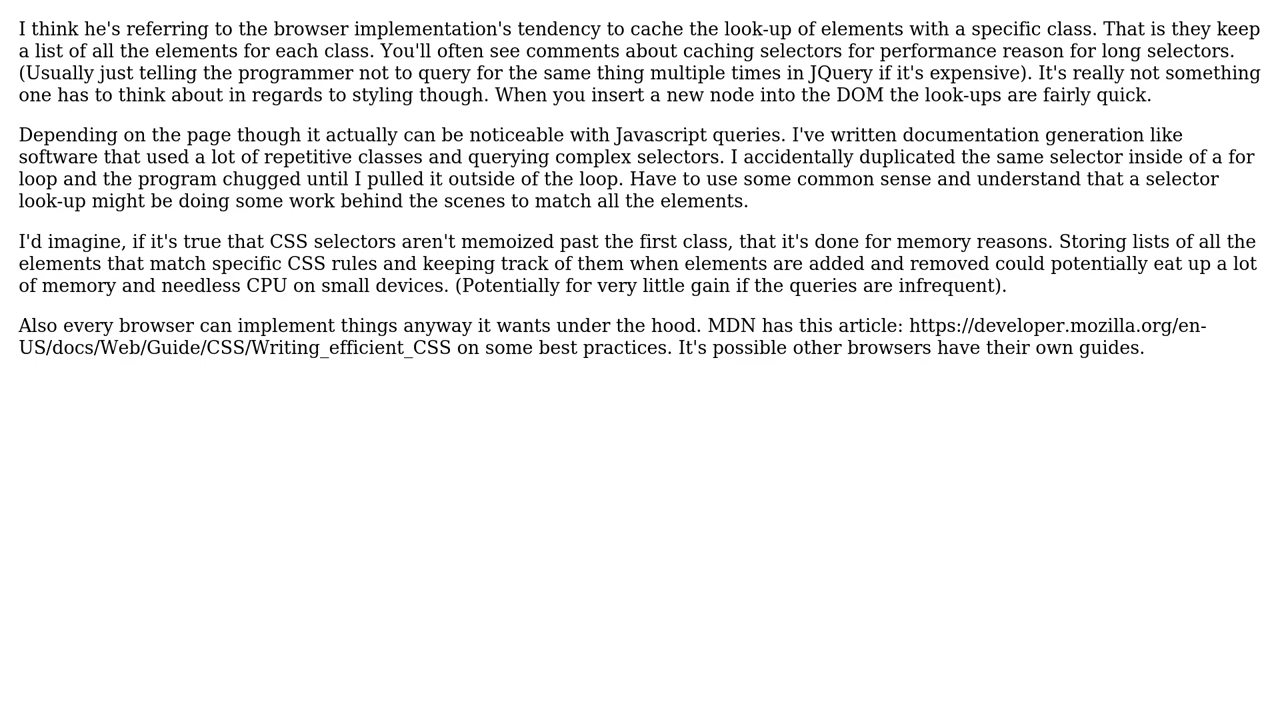 I think he's referring to the browser implementation's tendency to cache the look-up of elements with a specific class. That is they keep
a list of all the elements for each class. You'll often see comments about caching selectors for performance reason for long selectors.
(Usually just telling the programmer not to query for the same thing multiple times in JQuery if it's expensive). It's really not something
one has to think about in regards to styling though. When you insert a new node into the DOM the look-ups are fairly quick.
Depending on the page though it actually can be noticeable with Javascript queries. I've written documentation generation like
software that used a lot of repetitive classes and querying complex selectors. I accidentally duplicated the same selector inside of a for
loop and the program chugged until I pulled it outside of the loop. Have to use some common sense and understand that a selector
look-up might be doing some work behind the scenes to match all the elements.
I'd imagine, if it's true that CSS selectors aren't memoized past the first class, that it's done for memory reasons. Storing lists of all the
elements that match specific CSS rules and keeping track of them when elements are added and removed could potentially eat up a lot
of memory and needless CPU on small devices. (Potentially for very little gain if the queries are infrequent).
Also every browser can implement things anyway it wants under the hood. MDN has this article: https://developer.mozilla.org/en-
US/docs/Web/Guide/CSS/Writing_efficient_CSS on some best practices. It's possible other browsers have their own guides.